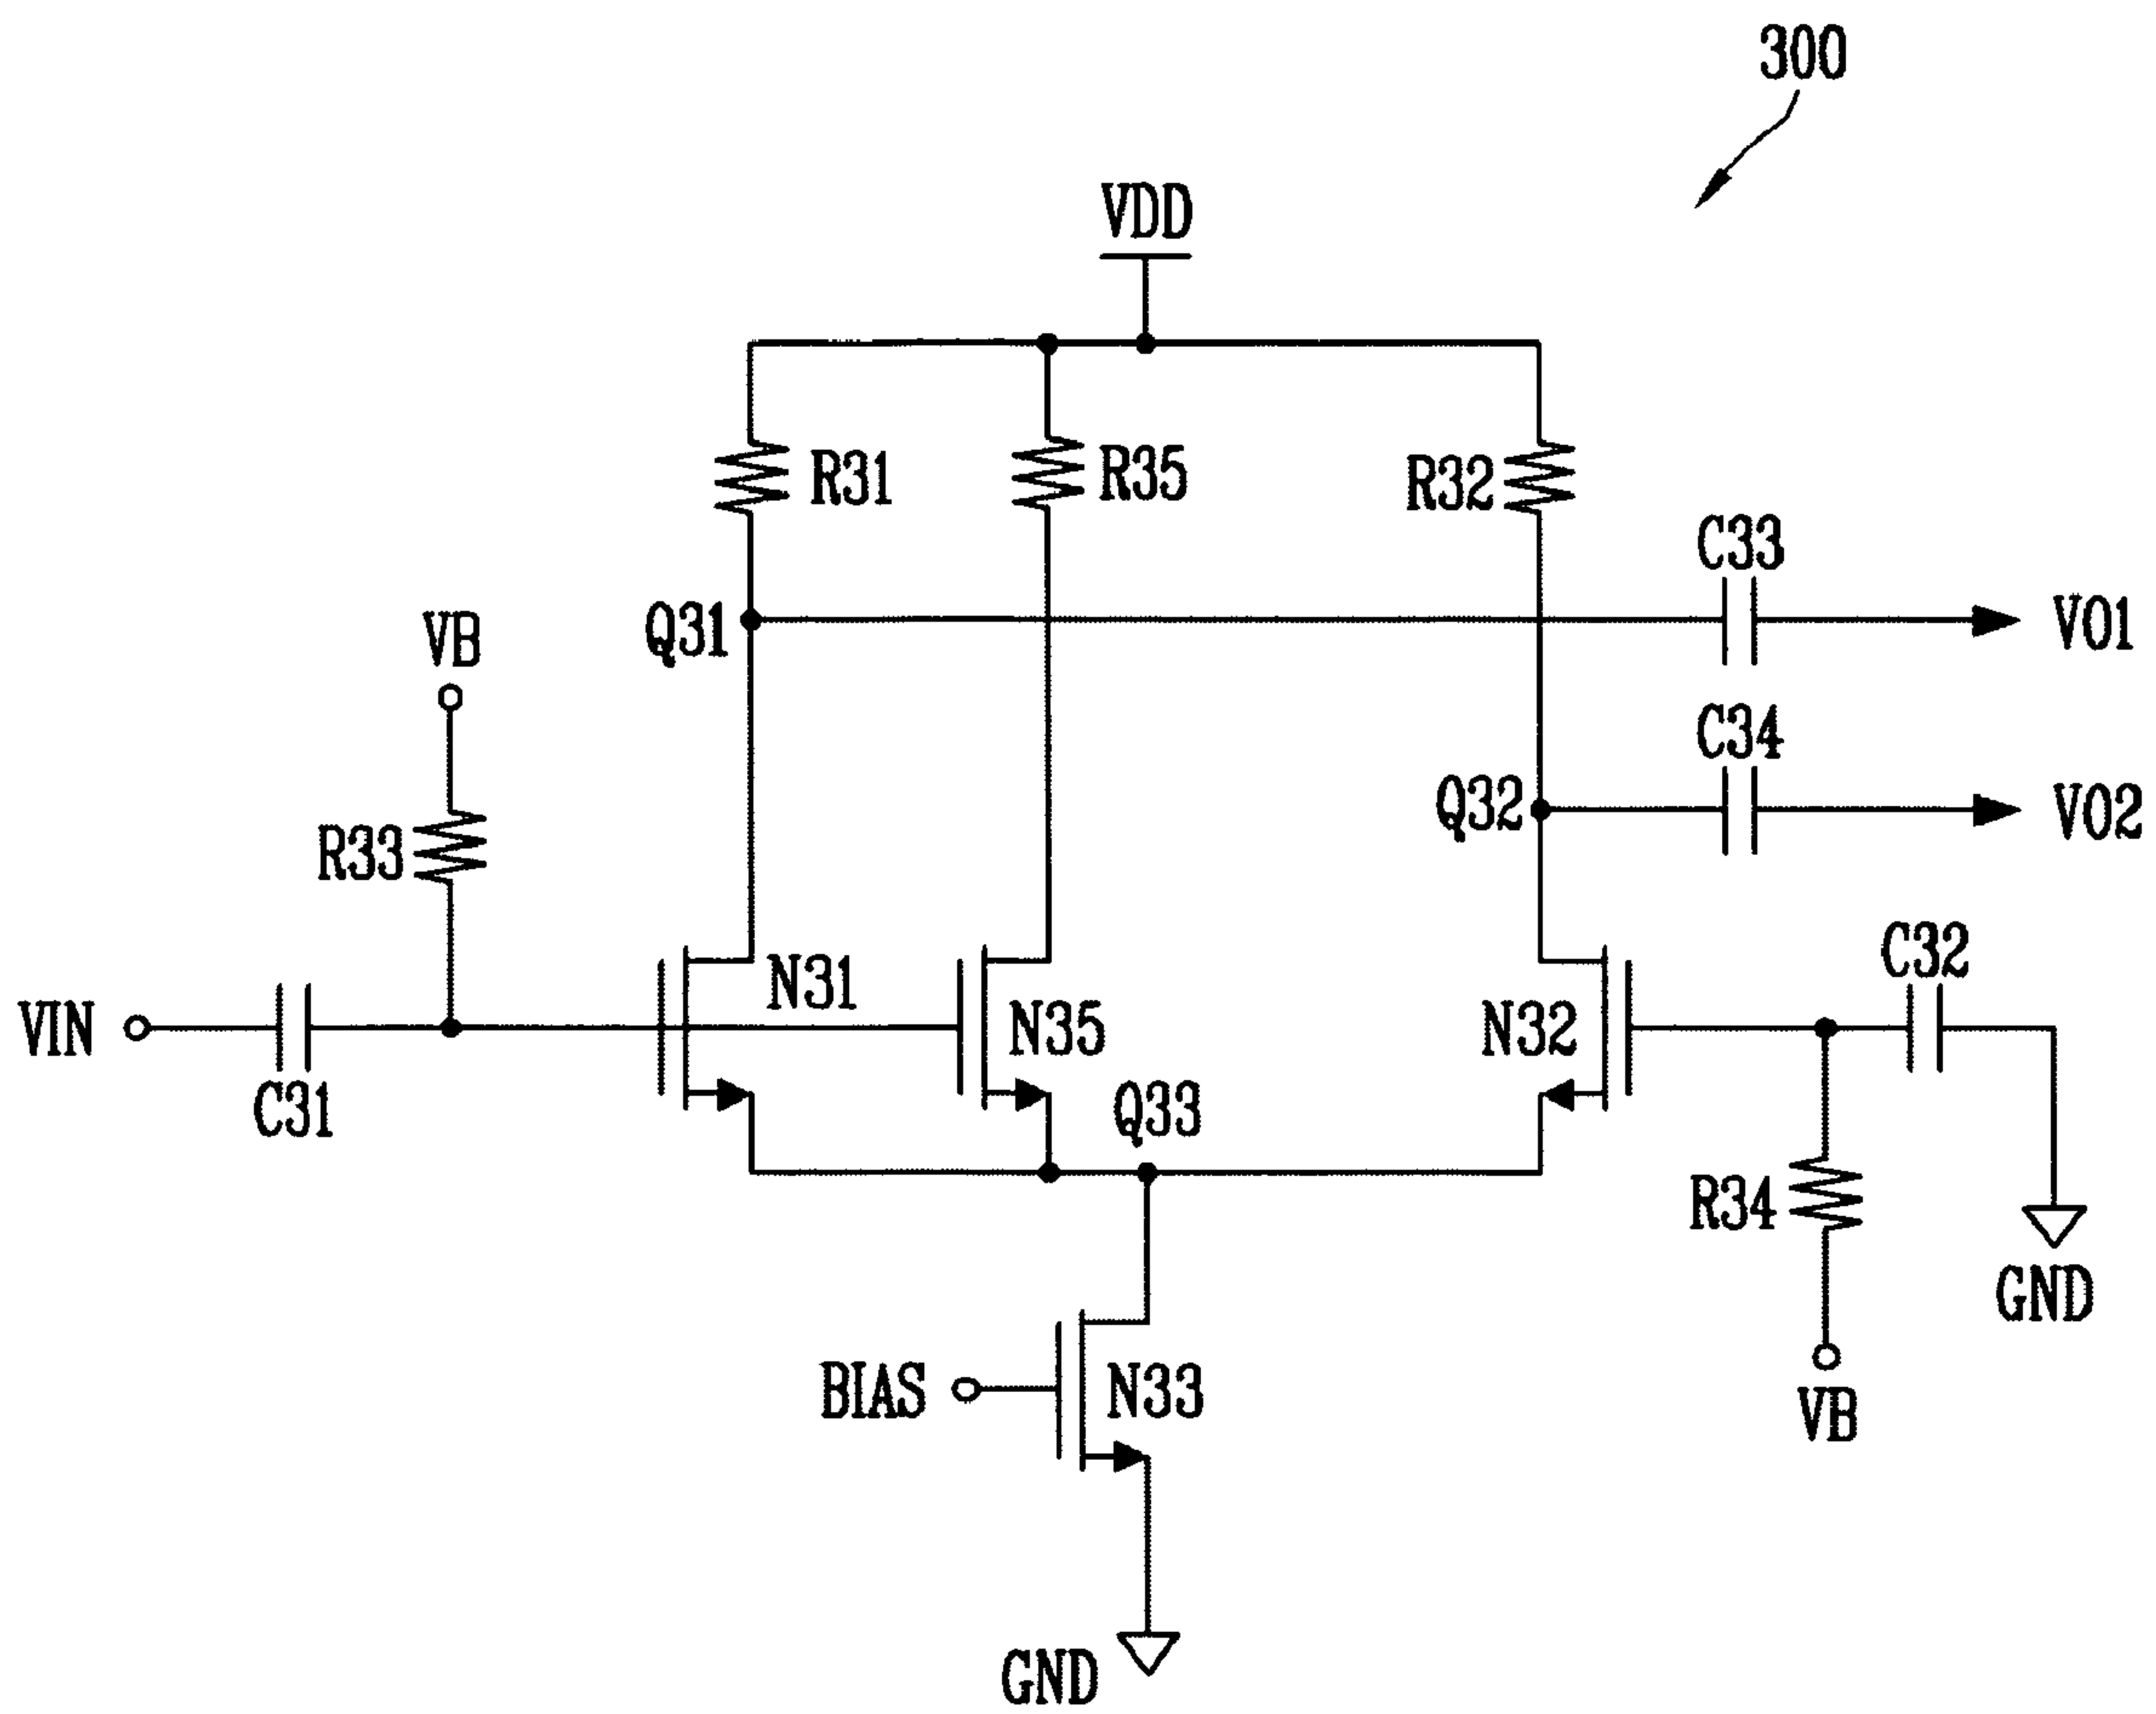 300
VDD
R31
R35
R32
C33
Q31
VO1
VB
C34
Q32
VO2
R33
C32
N31
VIN
N35
N32
C31
Q33
R34
GND
BIAS
N33
VB
GND